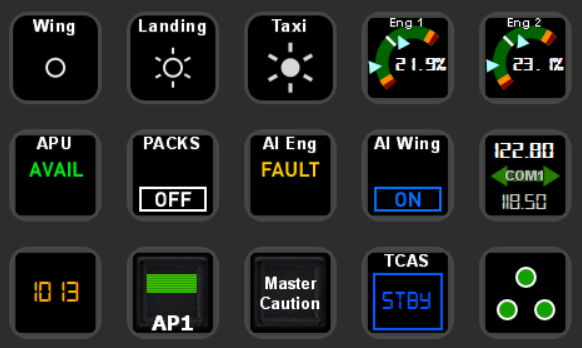 Wing
Landing
Taxi
Eng 1
21.9%
Eng 2
23.1%
APU
AVAIL
PACKS
OFF
AI Eng
FAULT
AI Wing
ON
122.80
COM1
118.50
1013
AP1
Master
Caution
TCAS
STBY